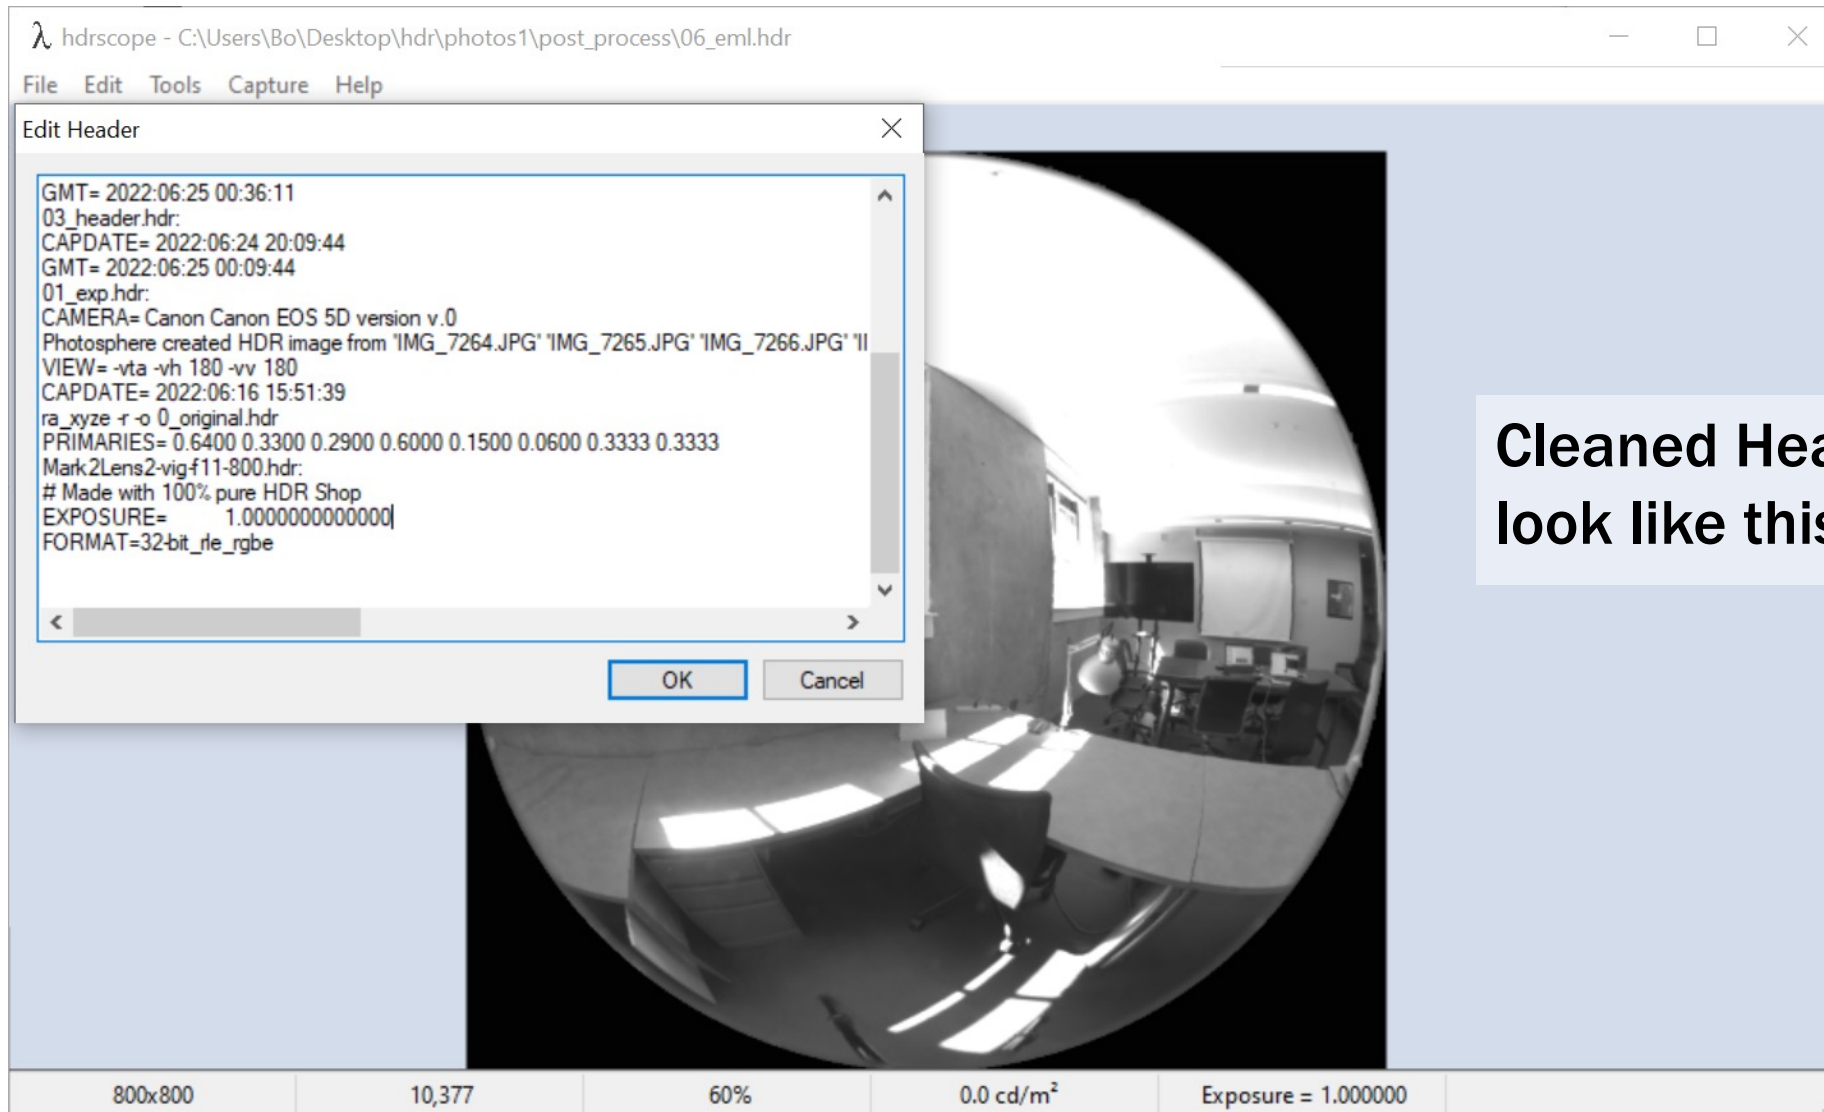 λ hdrscope - C:\Users\Bo\Desktop\hdr\photos1\post_process\06_eml.hdr
File Edit Tools Capture Help
Edit Header
GMT= 2022:06:25 00:36:11
03_header.hdr:
CAPDATE= 2022:06:24 20:09:44
GMT= 2022:06:25 00:09:44
01_exp.hdr:
CAMERA= Canon Canon EOS 5D version v.0
Photosphere created HDR image from 'IMG_7264.JPG' 'IMG_7265.JPG' 'IMG_7266.JPG'
VIEW= -vta -vh 180 -vv 180
CAPDATE= 2022:06:16 15:51:39
ra_xyze -r -o 0_original.hdr
PRIMARIES= 0.6400 0.3300 0.2900 0.6000 0.1500 0.0600 0.3333 0.3333
Mark2Lens2-vig-f11-800.hdr:
# Made with 100% pure HDR Shop
EXPOSURE= 1.0000000000000
FORMAT=32-bit_rle_rgbe
OK Cancel
Cleaned
look like
800x800 10,377 60% 0.0 cd/m² Exposure = 1.000000